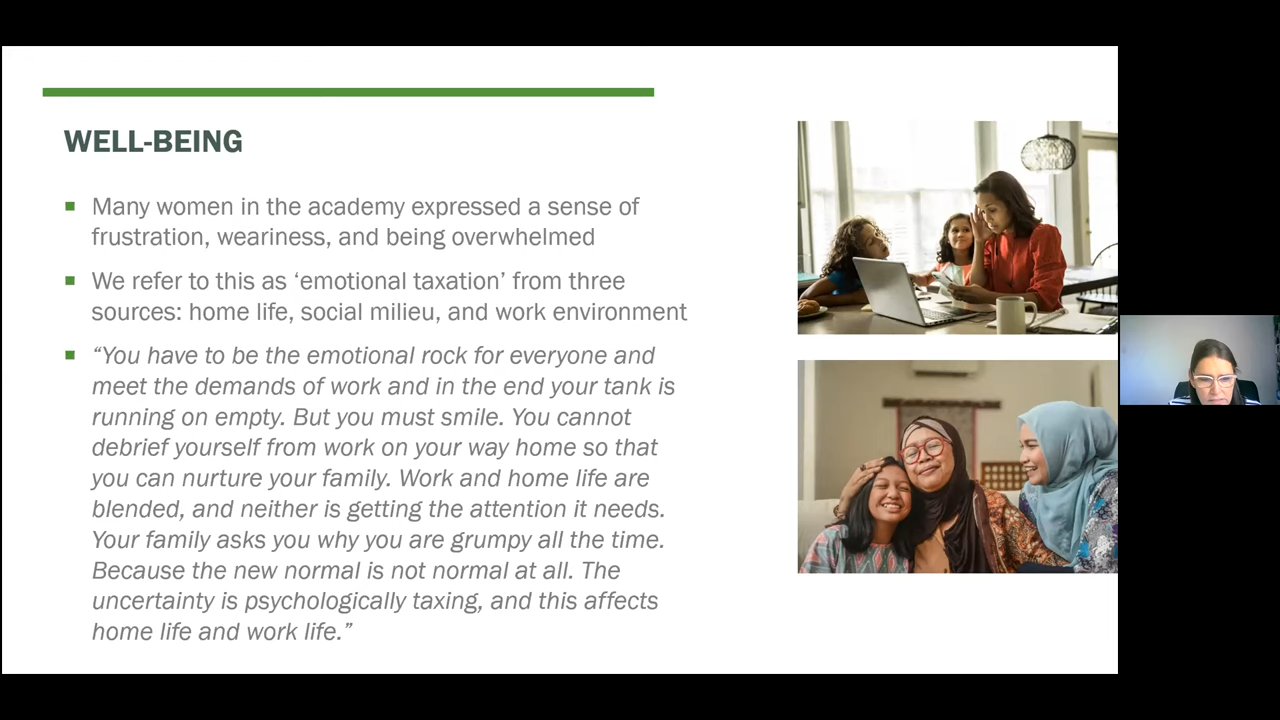 WELL-BEING
Many women in the academy expressed a sense of
frustration, weariness, and being overwhelmed
We refer to this as ‘emotional taxation’ from three
sources: home life, social milieu, and work environment
“You have to be the emotional rock for everyone and
meet the demands of work and in the end your tank is
running on empty. But you must smile. You cannot
debrief yourself from work on your way home so that
you can nurture your family. Work and home life are
blended, and neither is getting the attention it needs.
Your family asks you why you are grumpy all the time.
Because the new normal is not normal at all. The
uncertainty is psychologically taxing, and this affects
home life and work life.”